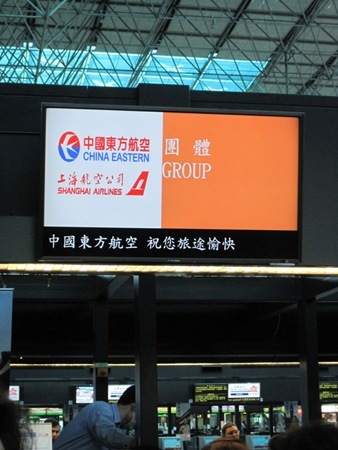 中國東方航空
CHINA EASTERN
上海航空公司
SHANGHAI AIRLINES
團體
GROUP
中國東方航空 祝您旅途愉快